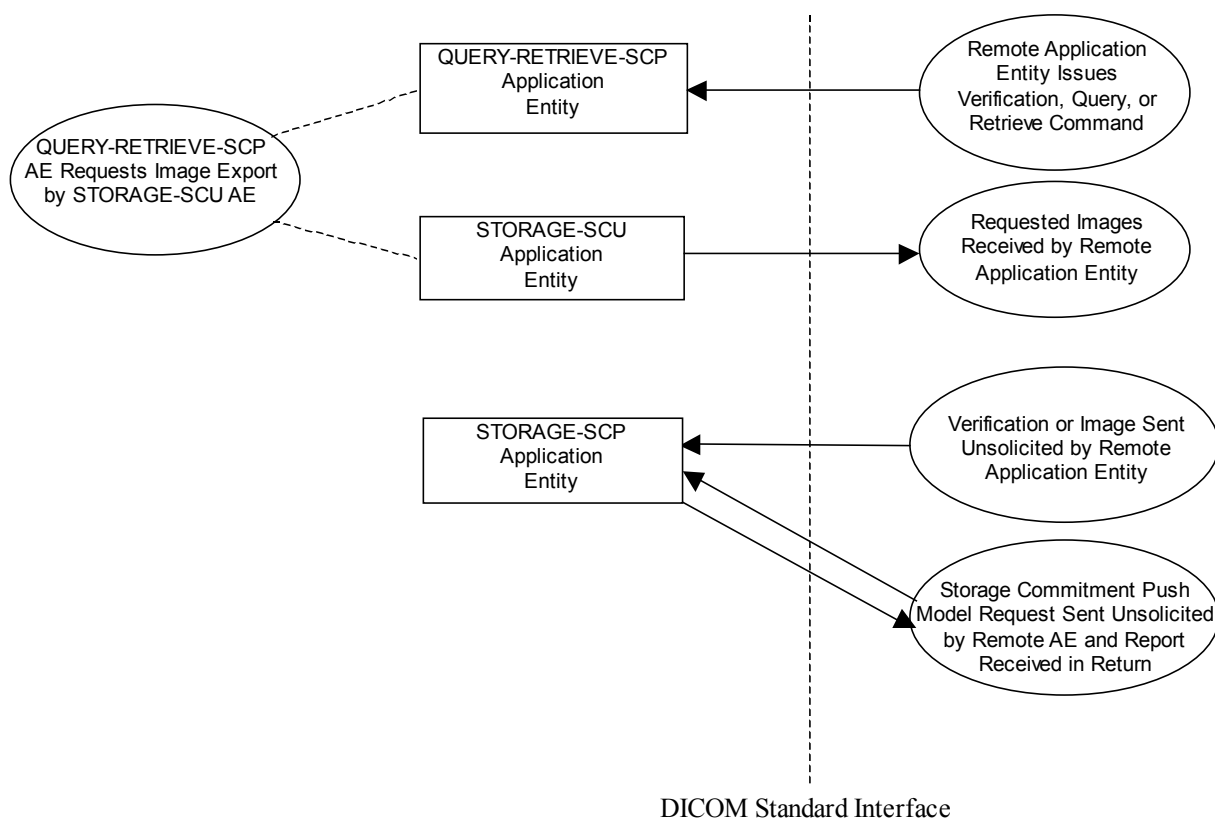 QUERY-RETRIEVE-SCP
Application
Entity
Remote Application
Entity Issues
Verification, Query, or
Retrieve Command
QUERY-RETRIEVE-SCP
AE Requests Image Export
by STORAGE-SCU AE
STORAGE-SCU
Application
Entity
Requested Images
Received by Remote
Application Entity
STORAGE-SCP
Application
Entity
Verification or Image Sent
Unsolicited by Remote
Application Entity
Storage Commitment Push
Model Request Sent Unsolicited
by Remote AE and Report
Received in Return
DICOM Standard Interface